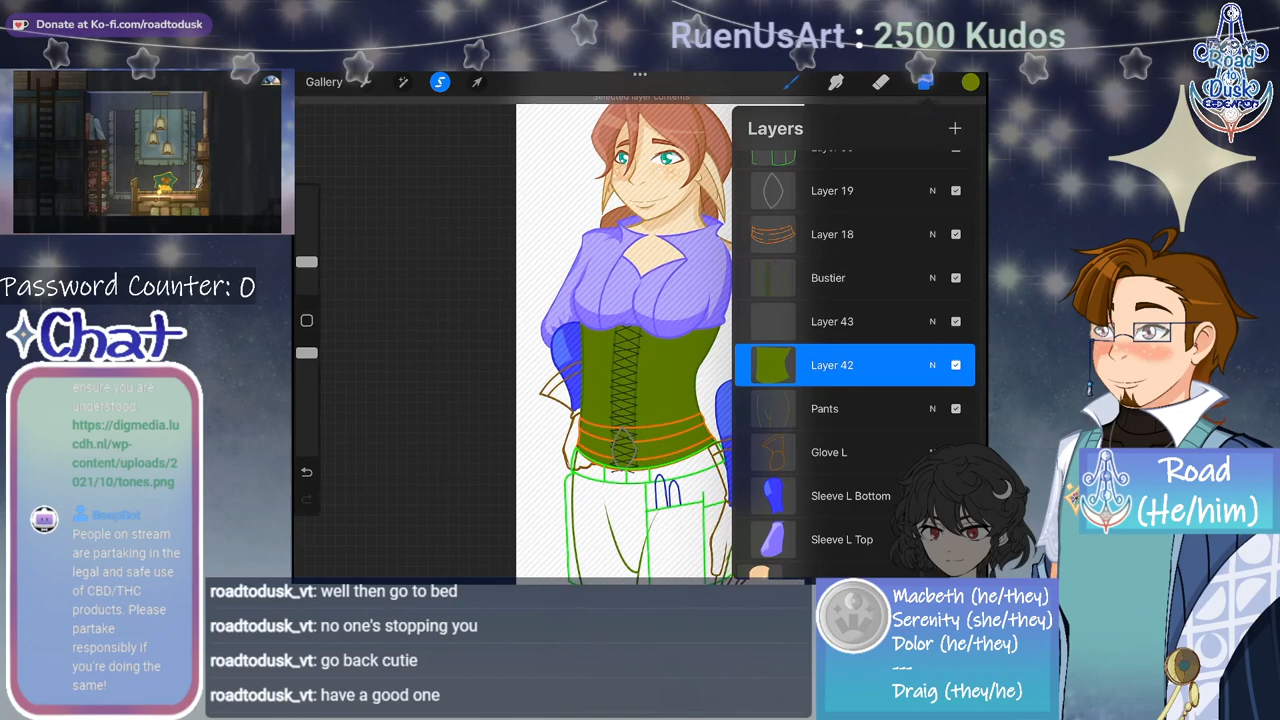 Donate at Ko-fi.com/roadtodusk
RuenUsArt : 2500 Kudos
Road
to
Dusk
Gallery
S
Selected layer contents
Layers
Layer 19 N
Layer 18 N
Bustier N
Layer 43 N
Layer 42 N
Pants N
Glove L
Sleeve L Bottom
Sleeve L Top
Password Counter: 0
Chat
ensure you are
understood
https://digmedia.lu
cdh.nl/wp-
content/uploads/2
021/10/tones.png
People on stream
are partaking in the
legal and safe use
of CBD/THC
products. Please
partake
responsibly if
you're doing the
same!
roadtodusk_vt: well then go to bed
roadtodusk_vt: no one's stopping you
roadtodusk_vt: go back cutie
roadtodusk_vt: have a good one
Road
(He/him)
Macbeth (he/they)
Serenity (she/they)
Dolor (he/they)
---
Draig (they/he)